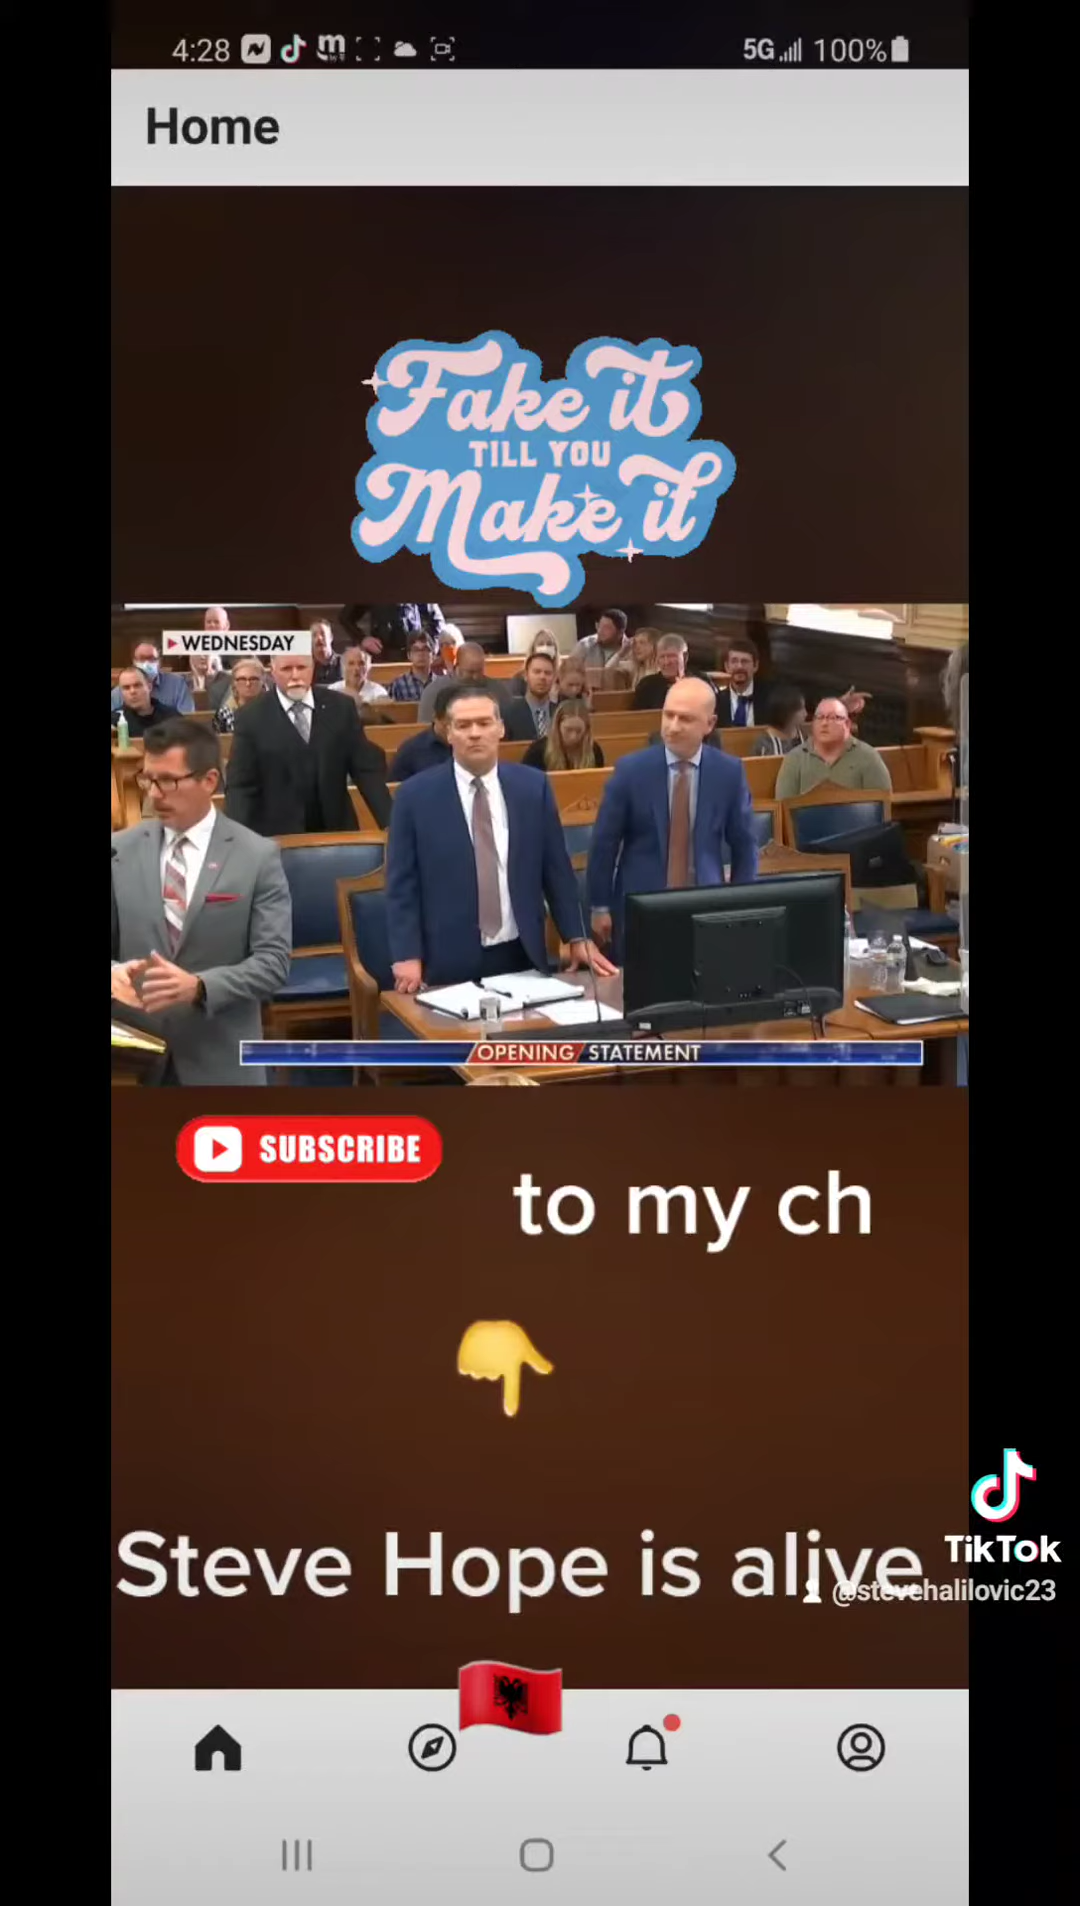 4:28
5G 100%
Home
Fake it
TILL YOU
Make it
WEDNESDAY
OPENING STATEMENT
SUBSCRIBE
to my ch
Steve Hope is alive
TikTok
@stevehalilovic23